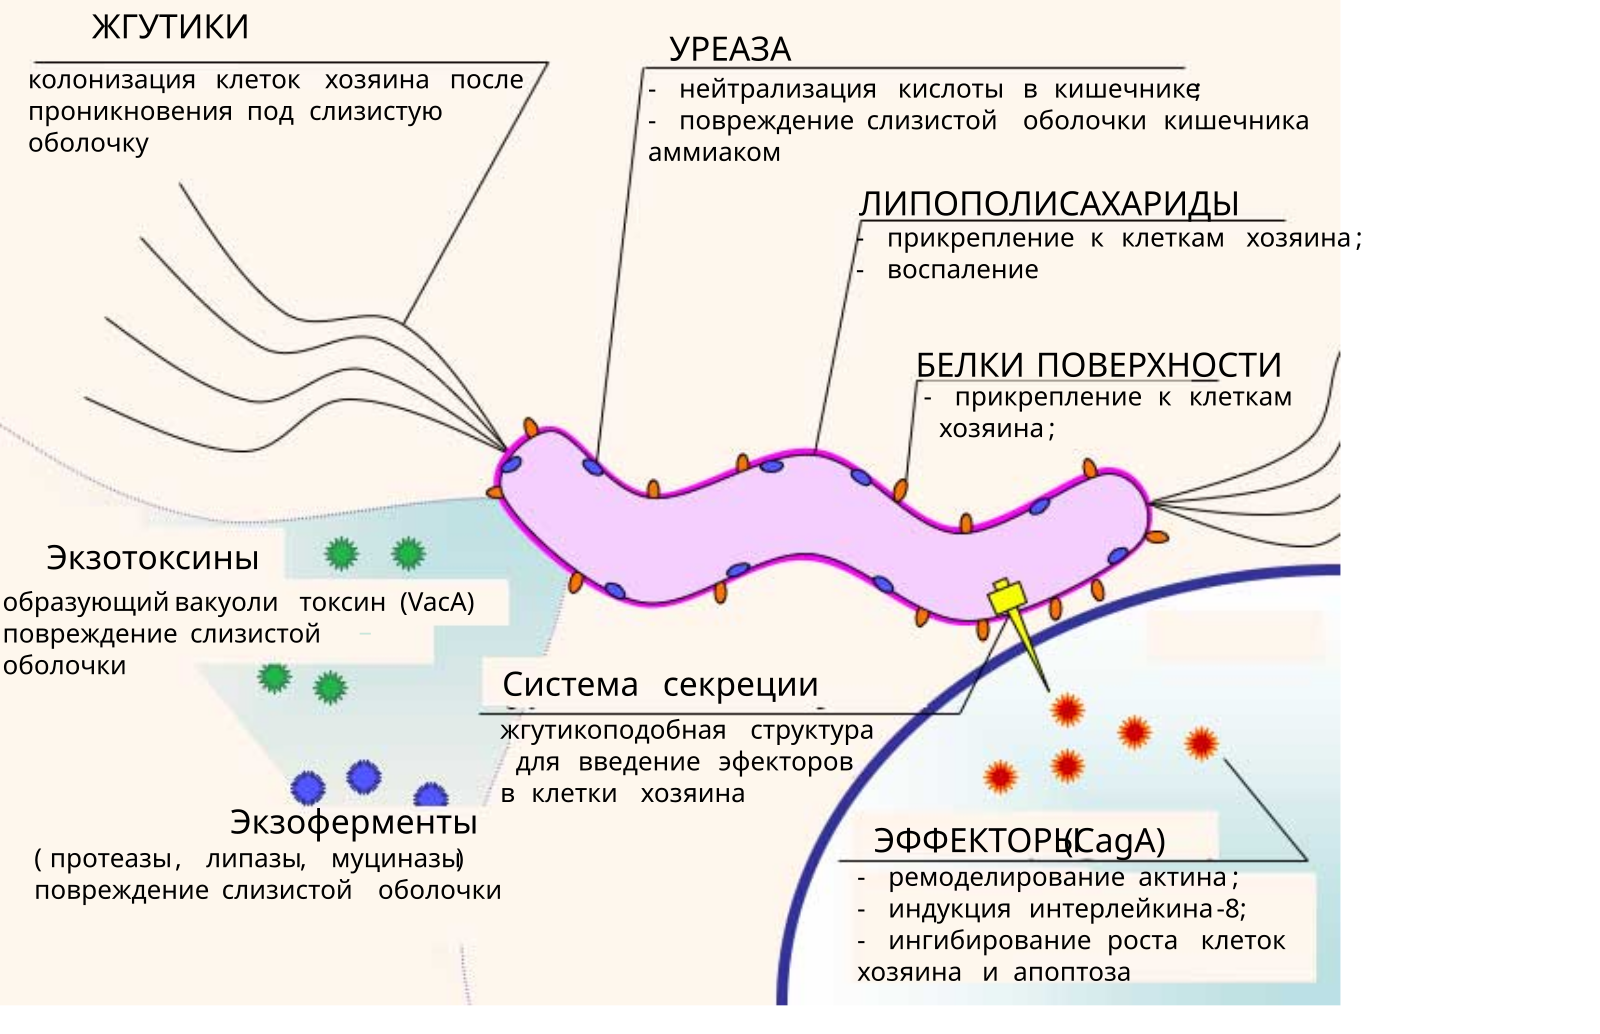 ЖГУТИКИ
колонизация клеток хозяина после
проникновения под слизистую
оболочку
УРЕАЗА
- нейтрализация кислоты в кишечнике;
- повреждение слизистой оболочки кишечника
аммиаком
ЛИПОПОЛИСАХАРИДЫ
- прикрепление к клеткам хозяина;
- воспаление
БЕЛКИ ПОВЕРХНОСТИ
- прикрепление к клеткам
хозяина;
Экзотоксины
образующий вакуоли токсин (VacA)
повреждение слизистой
оболочки
Система секреции
жгутикоподобная структура
для введение эфекторов
в клетки хозяина
Экзоферменты
( протеазы, липазы, муциназы)
повреждение слизистой оболочки
ЭФФЕКТОРЫ (CagA)
- ремоделирование актина;
- индукция интерлейкина-8;
- ингибирование роста клеток
хозяина и апоптоза